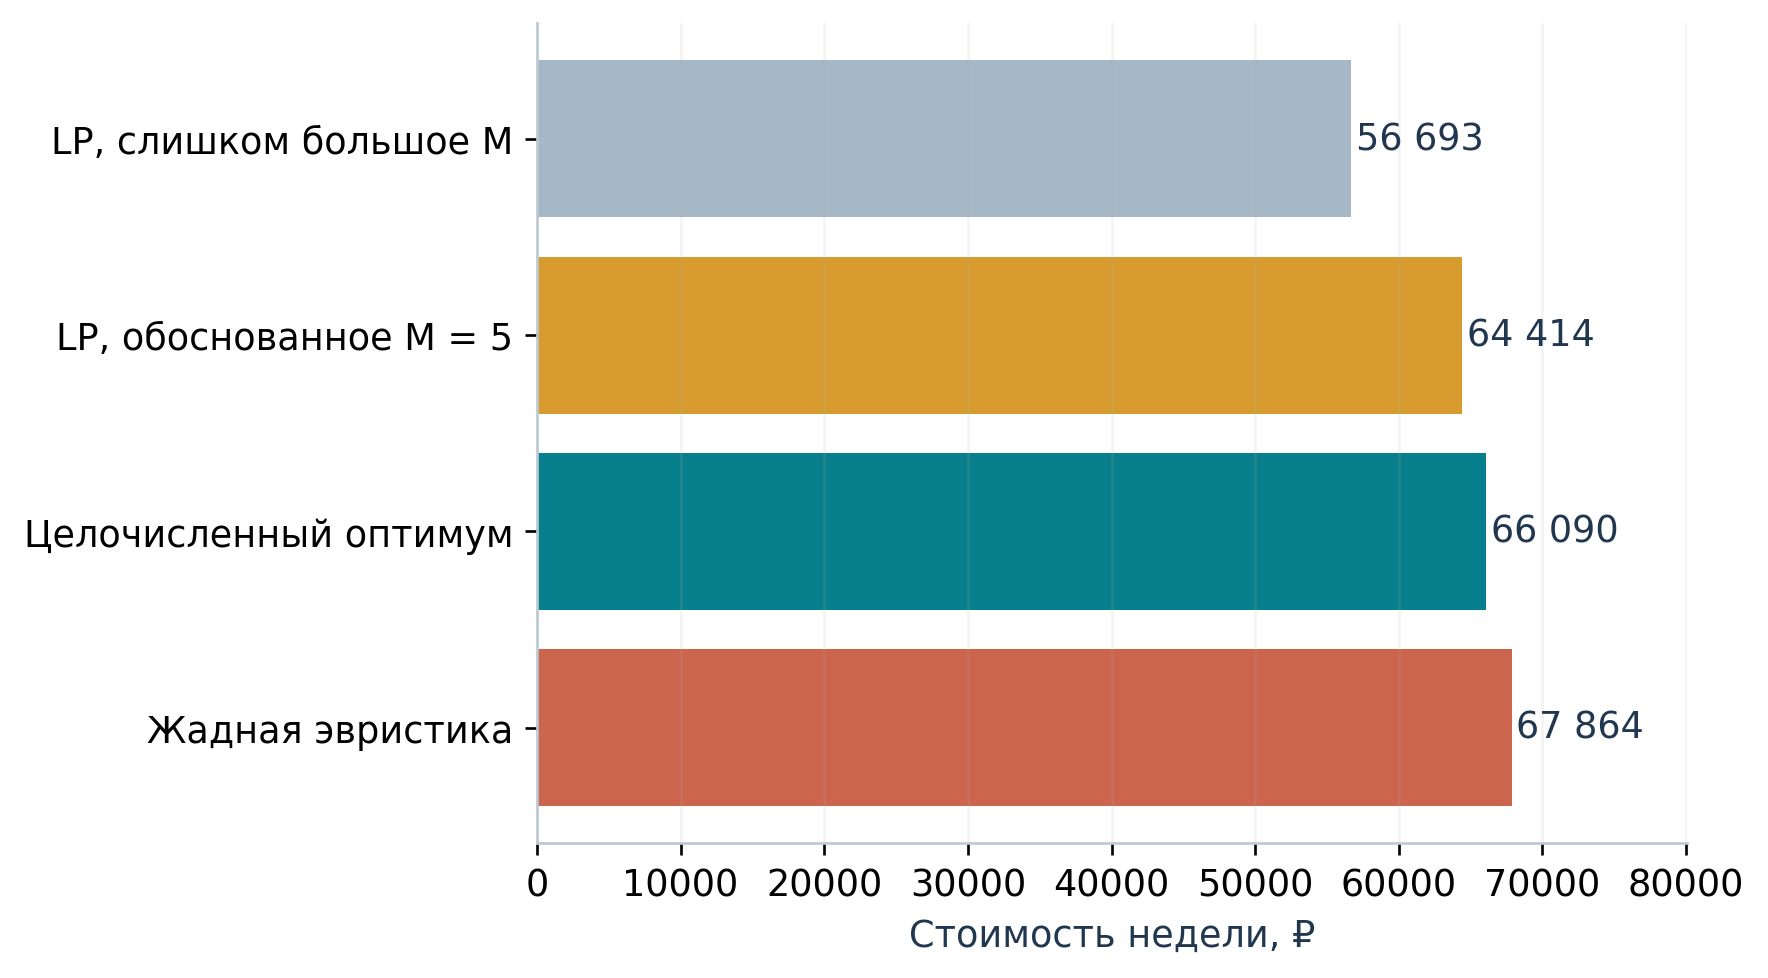 LP, слишком большое M
56 693
LP, обоснованное M = 5
64 414
Целочисленный оптимум
66 090
Жадная эвристика
67 864
0 10000 20000 30000 40000 50000 60000 70000 80000
Стоимость недели, ₽